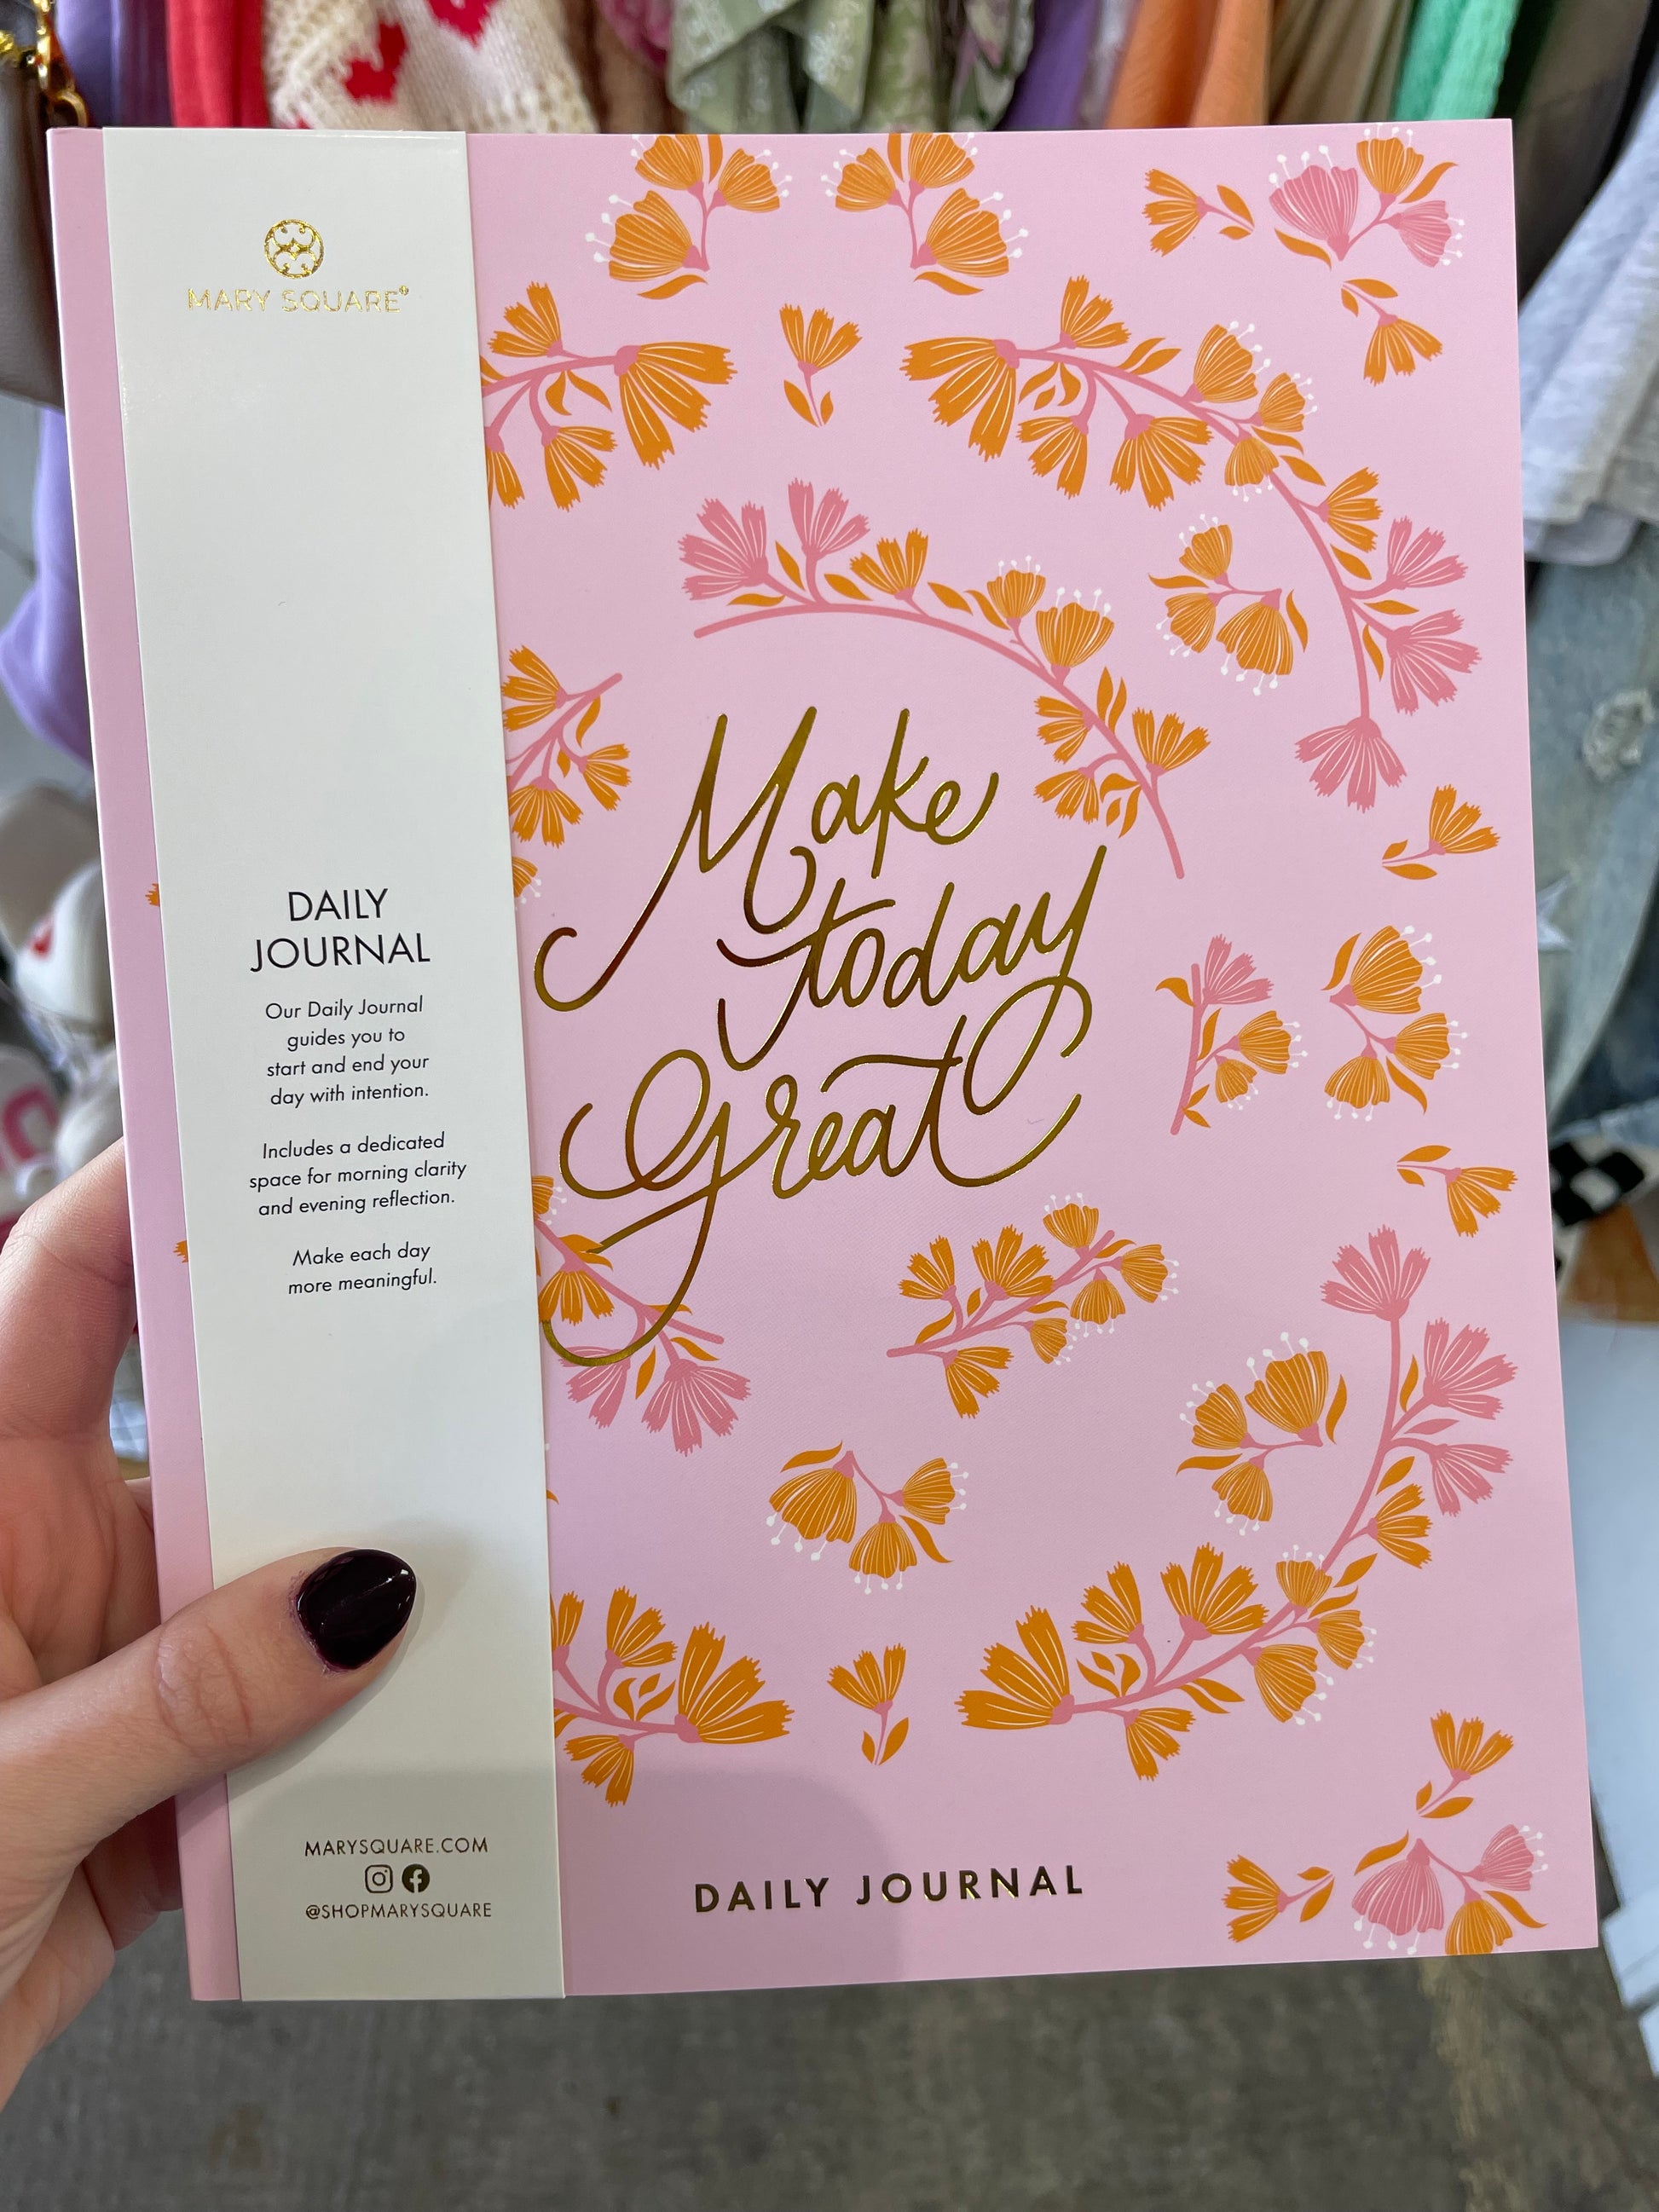 MARY SQUARE®
DAILY
JOURNAL
Our Daily Journal
guides you to
start and end your
day with intention.
Includes a dedicated
space for morning clarity
and evening reflection.
Make each day
more meaningful.
MARYSQUARE.COM
@SHOPMARYSQUARE
Make
today
Great
DAILY JOURNAL